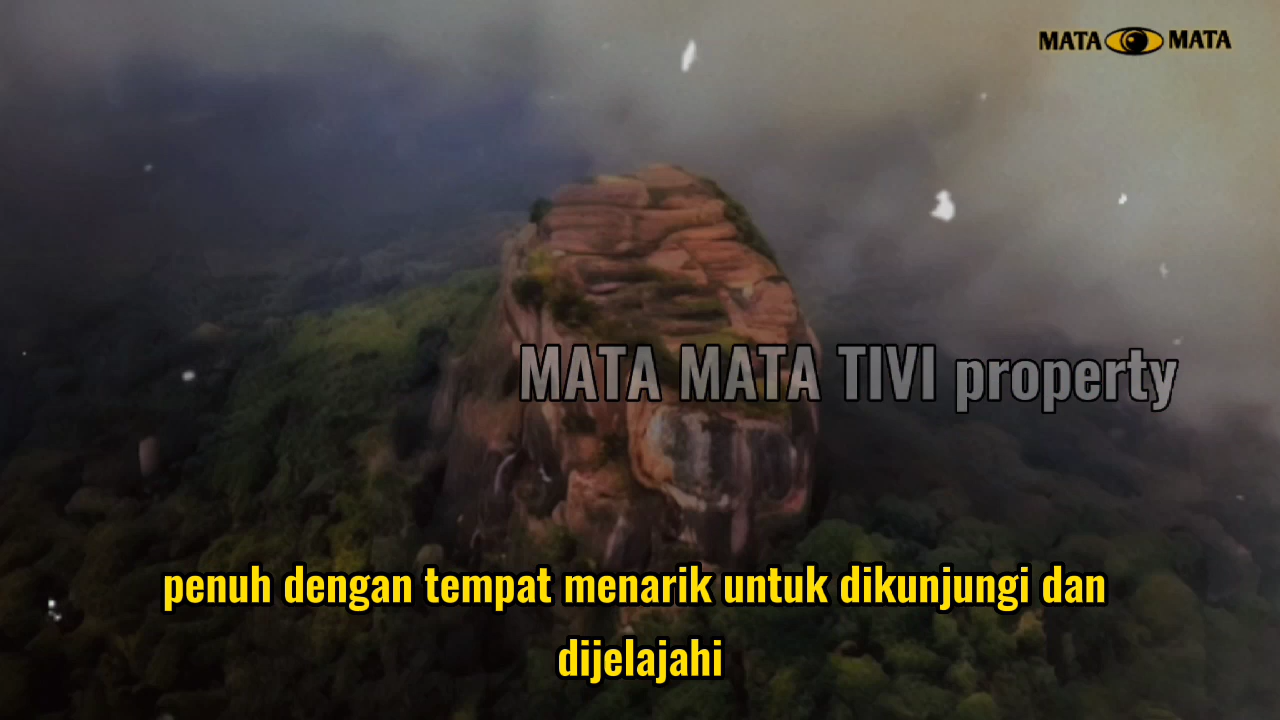 MATA MATA
MATA MATA TIVI property
penuh dengan tempat menarik untuk dikunjungi dan
dijelajahi